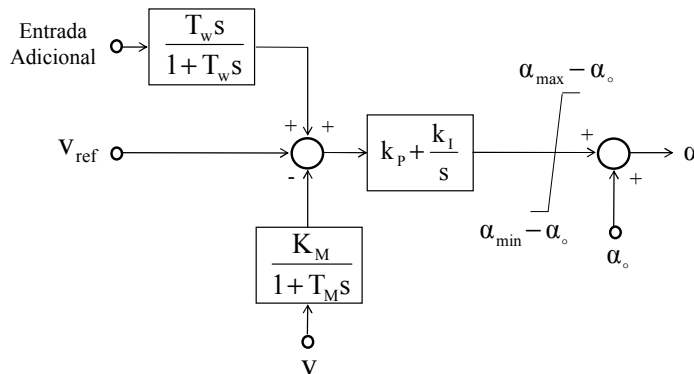 Entrada
Adicional
T_w s
1 + T_w s
α_max − α_o
+ +
k_P + k_I
s
+
v_ref
α
-
+
α_min − α_o
K_M
1 + T_M s
α_o
v